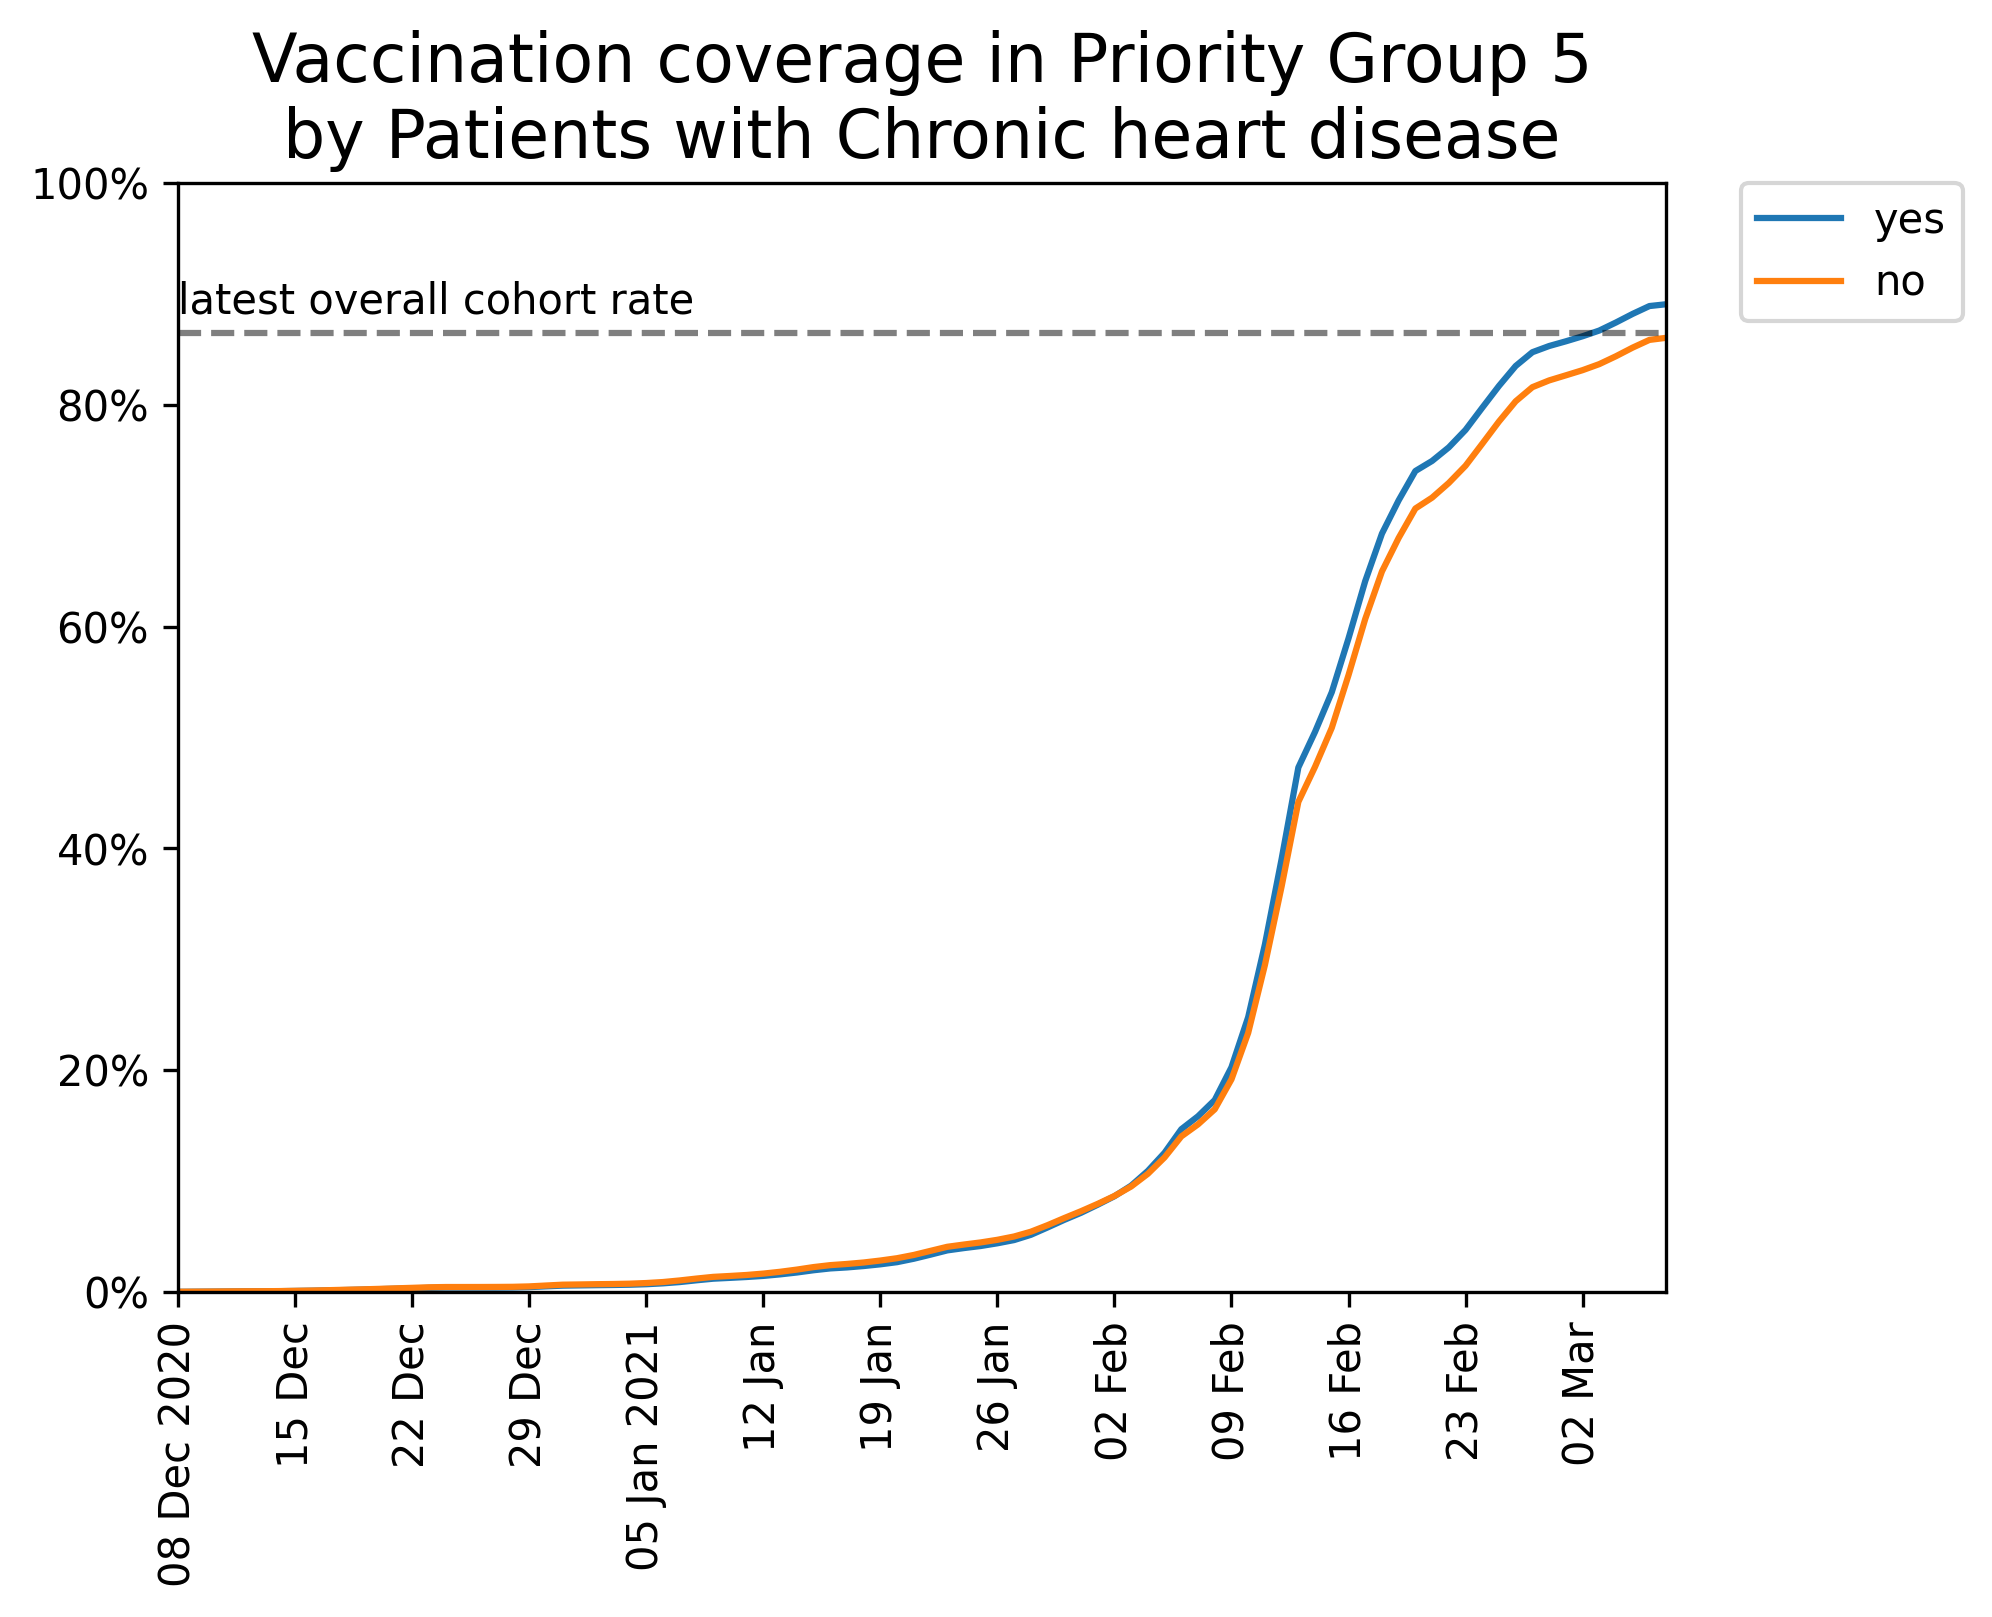 Vaccination coverage in Priority Group 5
by Patients with Chronic heart disease
100%
80%
60%
40%
20%
0%
latest overall cohort rate
yes
no
08 Dec 2020
15 Dec
22 Dec
29 Dec
05 Jan 2021
12 Jan
19 Jan
26 Jan
02 Feb
09 Feb
16 Feb
23 Feb
02 Mar